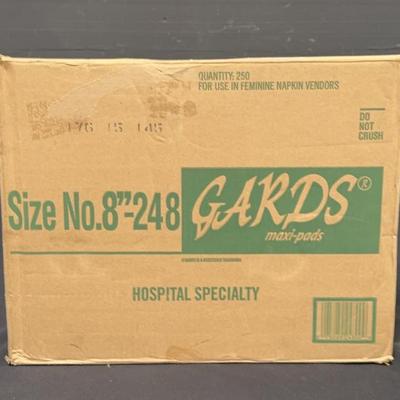 QUANTITY: 250
FOR USE IN FEMININE NAPKIN VENDORS
DO
NOT
CRUSH
176 15 145
Size No.8"-248
GARDS®
maxi-pads
HOSPITAL SPECIALTY